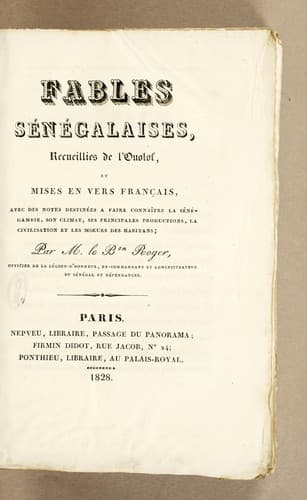 FABLES
SÉNÉGALAISES,
Recueillies de l'Ouolof,
ET
MISES EN VERS FRANÇAIS,
AVEC DES NOTES DESTINÉES A FAIRE CONNAÎTRE LA SÉNÉ-
GAMBIE, SON CLIMAT, SES PRINCIPALES PRODUCTIONS, LA
CIVILISATION ET LES MOEURS DES HABITANS;
Par M. le Bon Roger,
OFFICIER DE LA LÉGION-D'HONNEUR, EX-COMMANDANT ET ADMINISTRATEUR
DU SÉNÉGAL ET DÉPENDANCES.
PARIS.
NEPVEU, LIBRAIRE, PASSAGE DU PANORAMA;
FIRMIN DIDOT, RUE JACOB, N° 24;
PONTHIEU, LIBRAIRE, AU PALAIS-ROYAL.
1828.